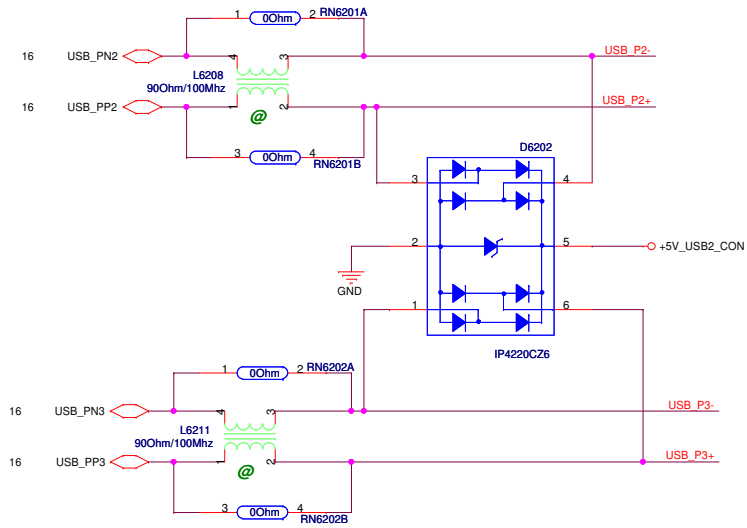 1 0Ohm 2 RN6201A
16 USB_PN2 4 3 USB_P2-
L6208
90Ohm/100Mhz
16 USB_PP2 1 2 USB_P2+
@
3 0Ohm 4
RN6201B
D6202
3 4
2 5 +5V_USB2_CON
GND
1 6
IP4220CZ6
1 0Ohm 2 RN6202A
16 USB_PN3 4 3 USB_P3-
L6211
90Ohm/100Mhz
16 USB_PP3 1 2 USB_P3+
@
3 0Ohm 4
RN6202B